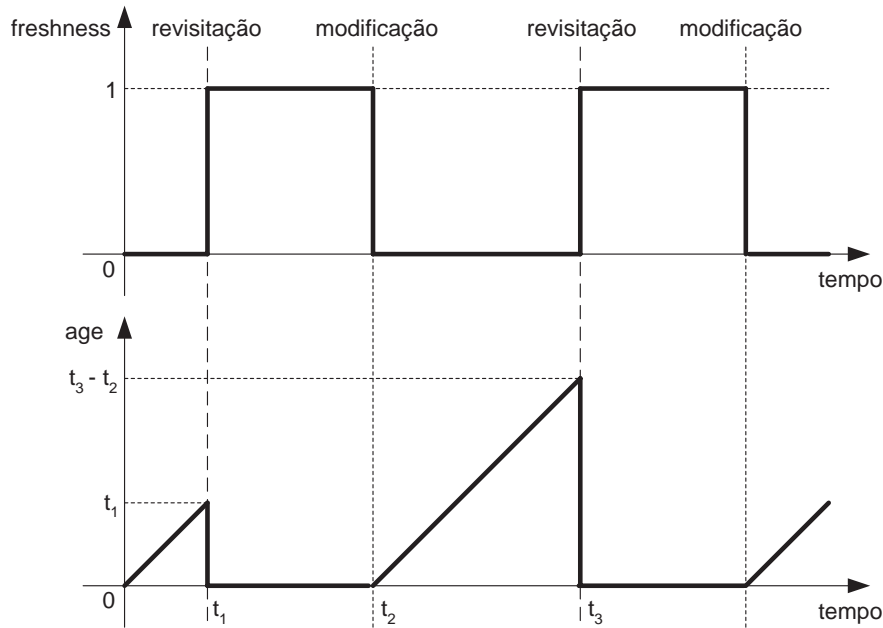 freshness revisitação modificação revisitação modificação
1
0
tempo
age
t3 - t2
t1
0
t1 t2 t3
tempo